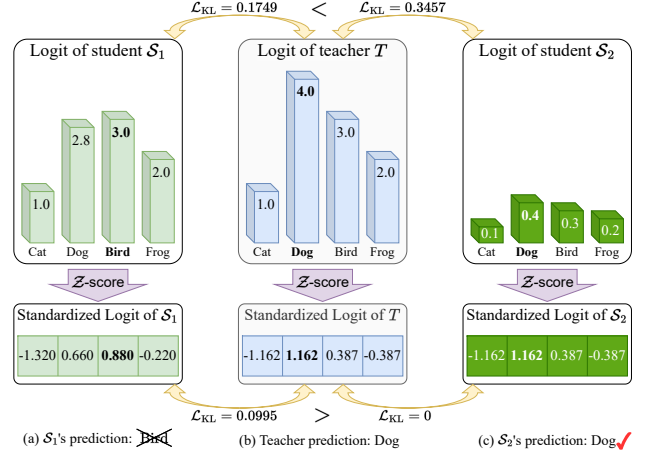 𝓛_KL = 0.1749 < 𝓛_KL = 0.3457
Logit of student 𝓢₁
Logit of teacher 𝑻
Logit of student 𝓢₂
1.0 2.8 3.0 2.0
1.0 4.0 3.0 2.0
0.1 0.4 0.3 0.2
Cat Dog Bird Frog
Cat Dog Bird Frog
Cat Dog Bird Frog
𝓩-score
𝓩-score
𝓩-score
Standardized Logit of 𝓢₁
Standardized Logit of 𝑇
Standardized Logit of 𝓢₂
-1.320 0.660 0.880 -0.220
-1.162 1.162 0.387 -0.387
-1.162 1.162 0.387 -0.387
𝓛_KL = 0.0995 > 𝓛_KL = 0
(a) 𝓢₁'s prediction: Bird
(b) Teacher prediction: Dog
(c) 𝓢₂'s prediction: Dog